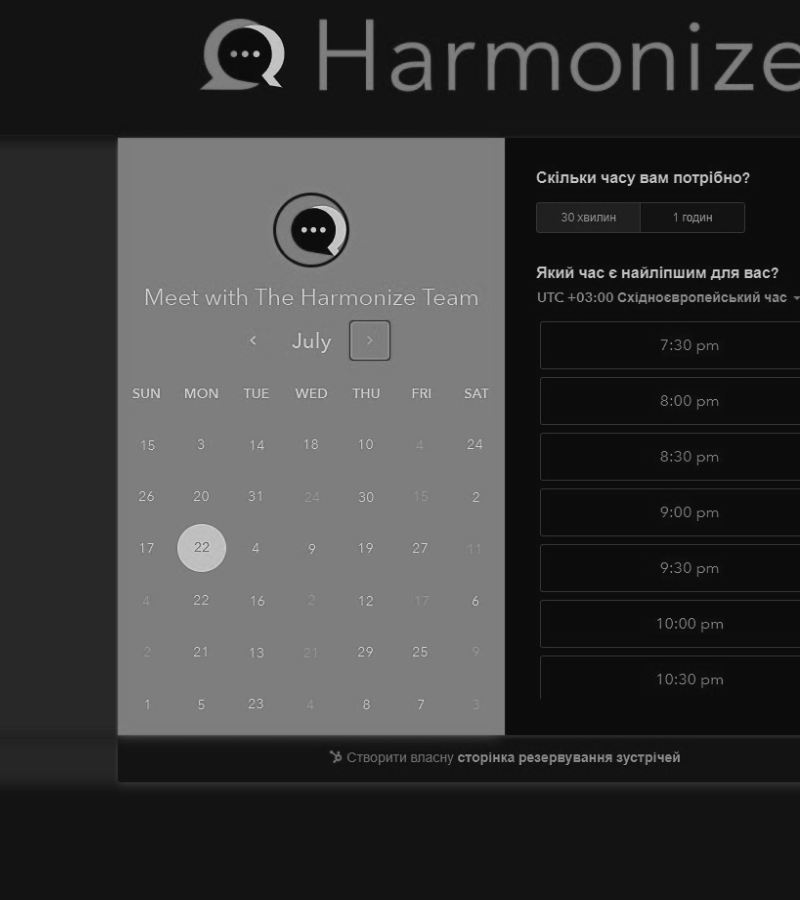 Harmonize
Meet with The Harmonize Team
July
SUN MON TUE WED THU FRI SAT
15 3 14 18 10 4 24
26 20 31 24 30 15 2
17 22 4 9 19 27 11
4 22 16 2 12 17 6
2 21 13 21 29 25 9
1 5 23 4 8 7 3
Скільки часу вам потрібно?
30 хвилин 1 годин
Який час є найліпшим для вас?
UTC +03:00 Східноєвропейський час
7:30 pm
8:00 pm
8:30 pm
9:00 pm
9:30 pm
10:00 pm
10:30 pm
Створити власну сторінка резервування зустрічей